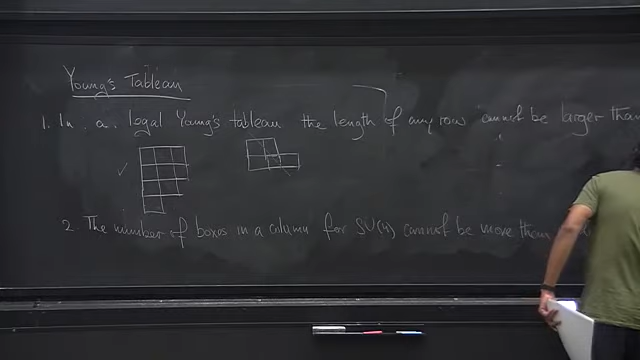 Young's Tableau
1. In a legal Young's tableau the length of any row cannot be larger than
2. The number of boxes in a column for SU(n) cannot be more than